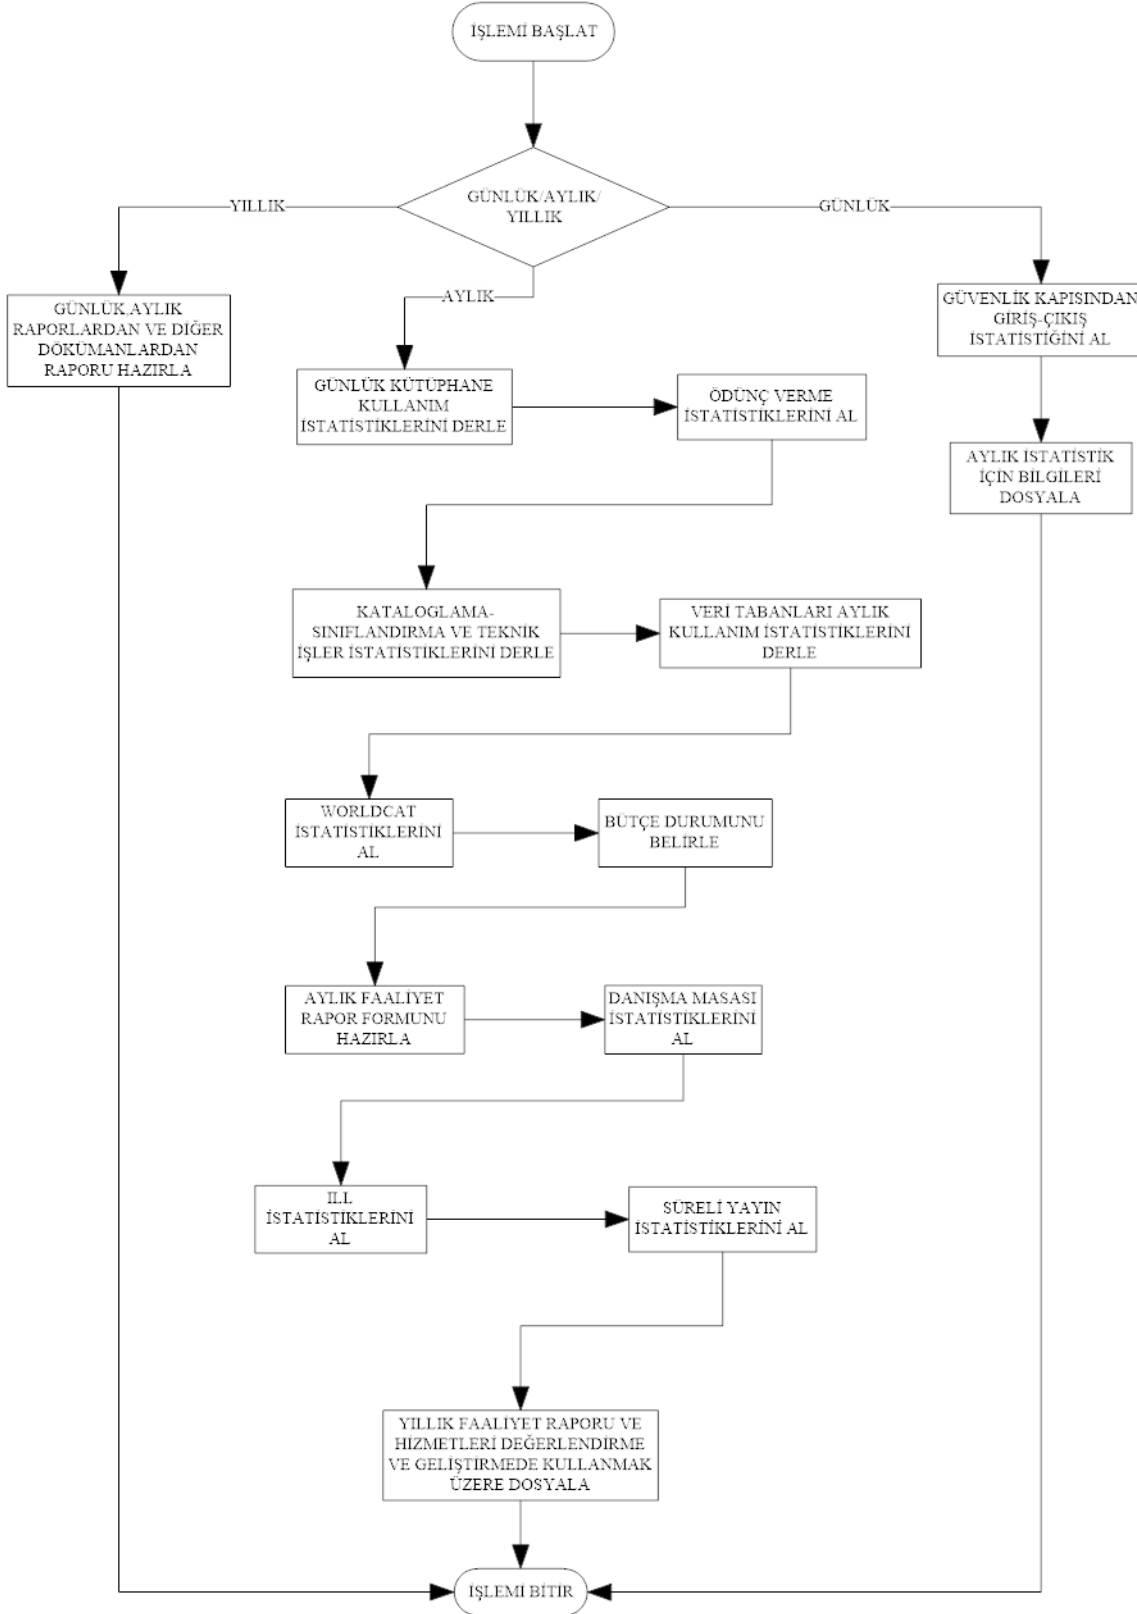 İŞLEMİ BAŞLAT
GÜNLÜK/AYLIK/
YILLIK
YILLIK
GÜNLÜK
AYLIK
GÜNLÜK,AYLIK
RAPORLARDAN VE DİĞER
DÖKÜMANLARDAN
RAPORU HAZIRLA
GÜNLÜK KÜTÜPHANE
KULLANIM
İSTATİSTİKLERİNİ DERLE
ÖDÜNÇ VERME
İSTATİSTİKLERİNİ AL
GÜVENLİK KAPISINDAN
GİRİŞ-ÇIKIŞ
İSTATİSTİĞİNİ AL
AYLIK İSTATİSTİK
İÇİN BİLGİLERİ
DOSYALA
KATALOGLAMA-
SINIFLANDIRMA VE TEKNİK
İŞLER İSTATİSTİKLERİNİ DERLE
VERİ TABANLARI AYLIK
KULLANIM İSTATİSTİKLERİNİ
DERLE
WORLDCAT
İSTATİSTİKLERİNİ
AL
BÜTÇE DURUMUNU
BELİRLE
AYLIK FAALİYET
RAPOR FORMUNU
HAZIRLA
DANIŞMA MASASI
İSTATİSTİKLERİNİ
AL
ILL
İSTATİSTİKLERİNİ
AL
SÜRELİ YAYIN
İSTATİSTİKLERİNİ AL
YILLIK FAALİYET RAPORU VE
HİZMETLERİ DEĞERLENDİRME
VE GELİŞTİRMEDE KULLANMAK
ÜZERE DOSYALA
İŞLEMİ BİTİR